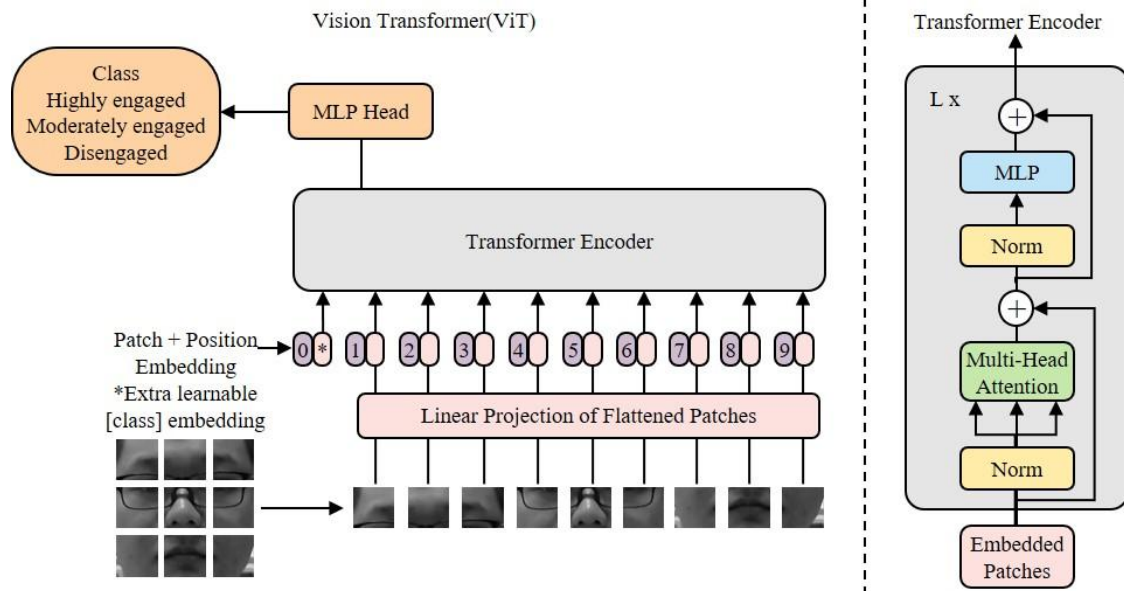 Vision Transformer(ViT)
Class
Highly engaged
Moderately engaged
Disengaged
MLP Head
Transformer Encoder
Patch + Position
Embedding
*Extra learnable
[class] embedding
0 * 1 2 3 4 5 6 7 8 9
Linear Projection of Flattened Patches
Transformer Encoder
L x
+
MLP
Norm
+
Multi-Head
Attention
Norm
Embedded
Patches